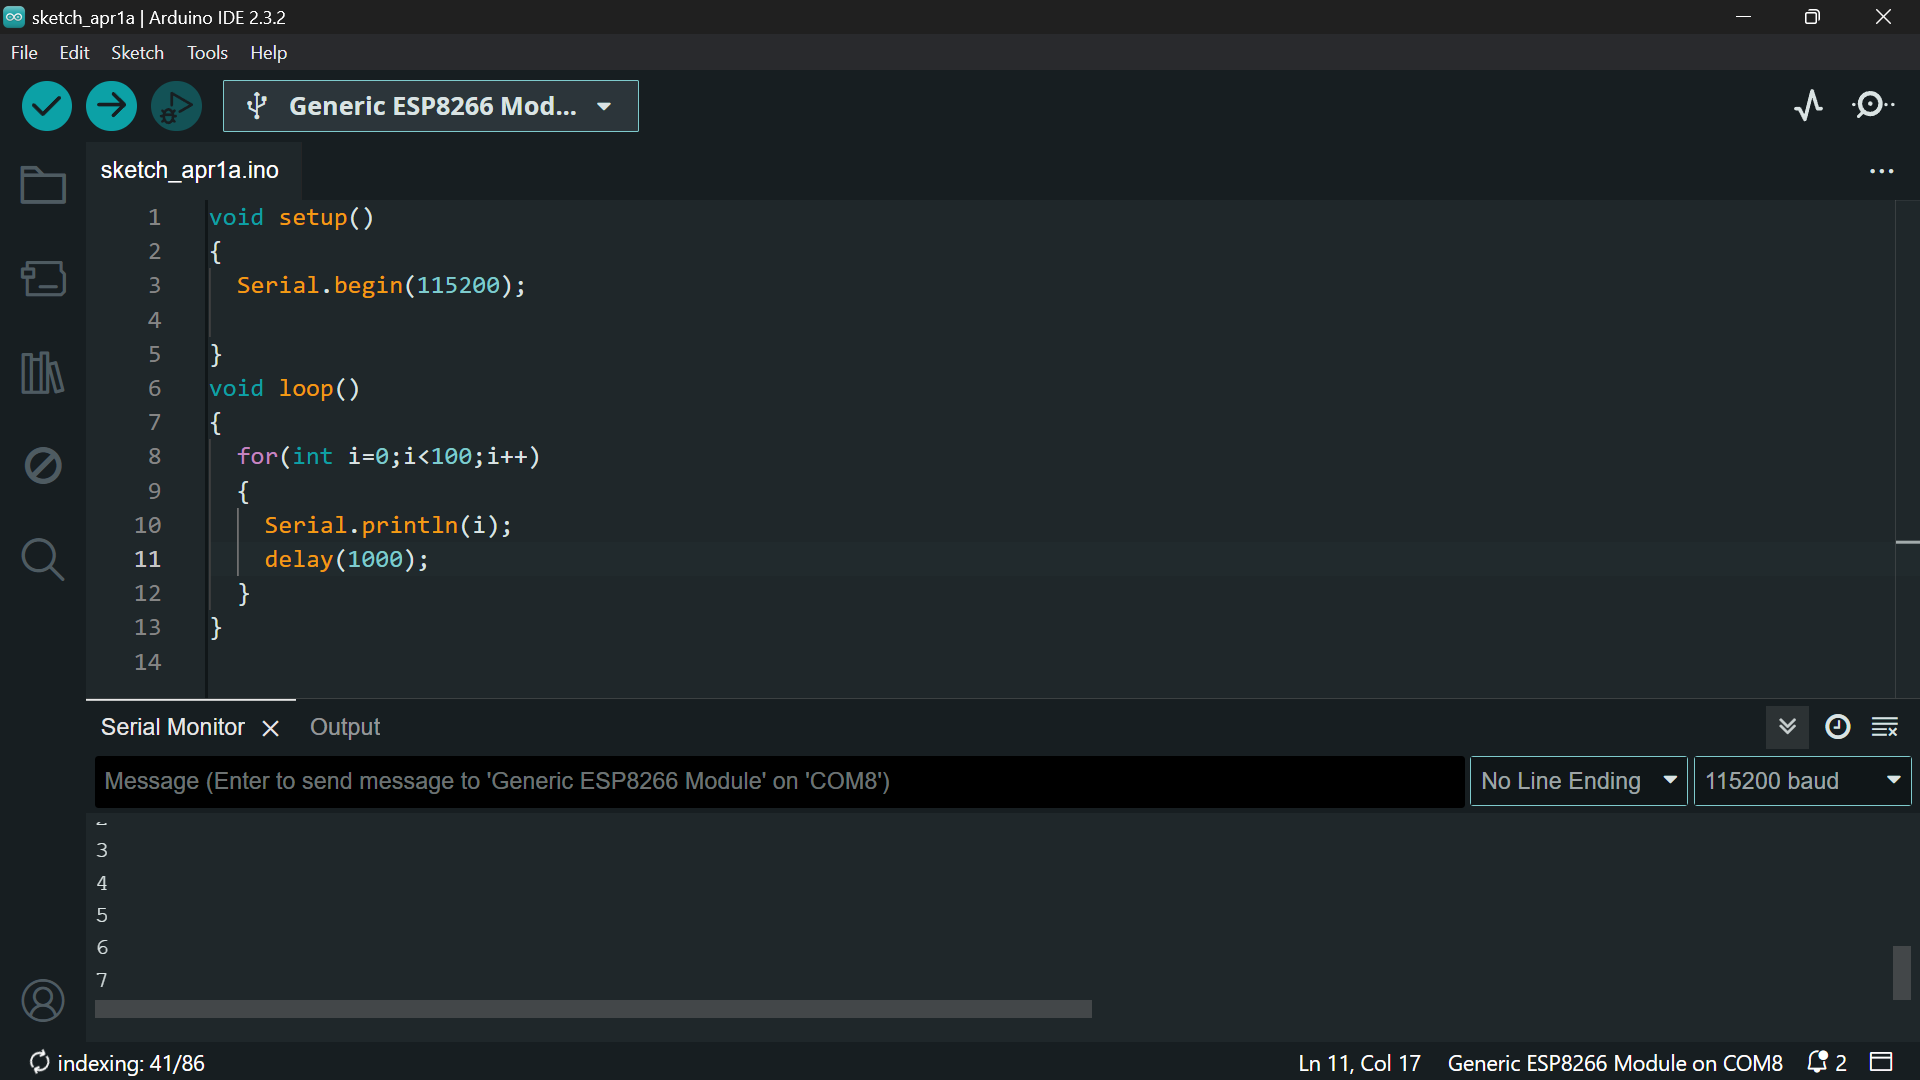 sketch_apr1a | Arduino IDE 2.3.2
File Edit Sketch Tools Help
Generic ESP8266 Mod...
sketch_apr1a.ino
1 void setup()
2 {
3 Serial.begin(115200);
4
5 }
6 void loop()
7 {
8 for(int i=0;i<100;i++)
9 {
10 Serial.println(i);
11 delay(1000);
12 }
13 }
14
Serial Monitor Output
Message (Enter to send message to 'Generic ESP8266 Module' on 'COM8') No Line Ending 115200 baud
3
4
5
6
7
indexing: 41/86 Ln 11, Col 17 Generic ESP8266 Module on COM8 2